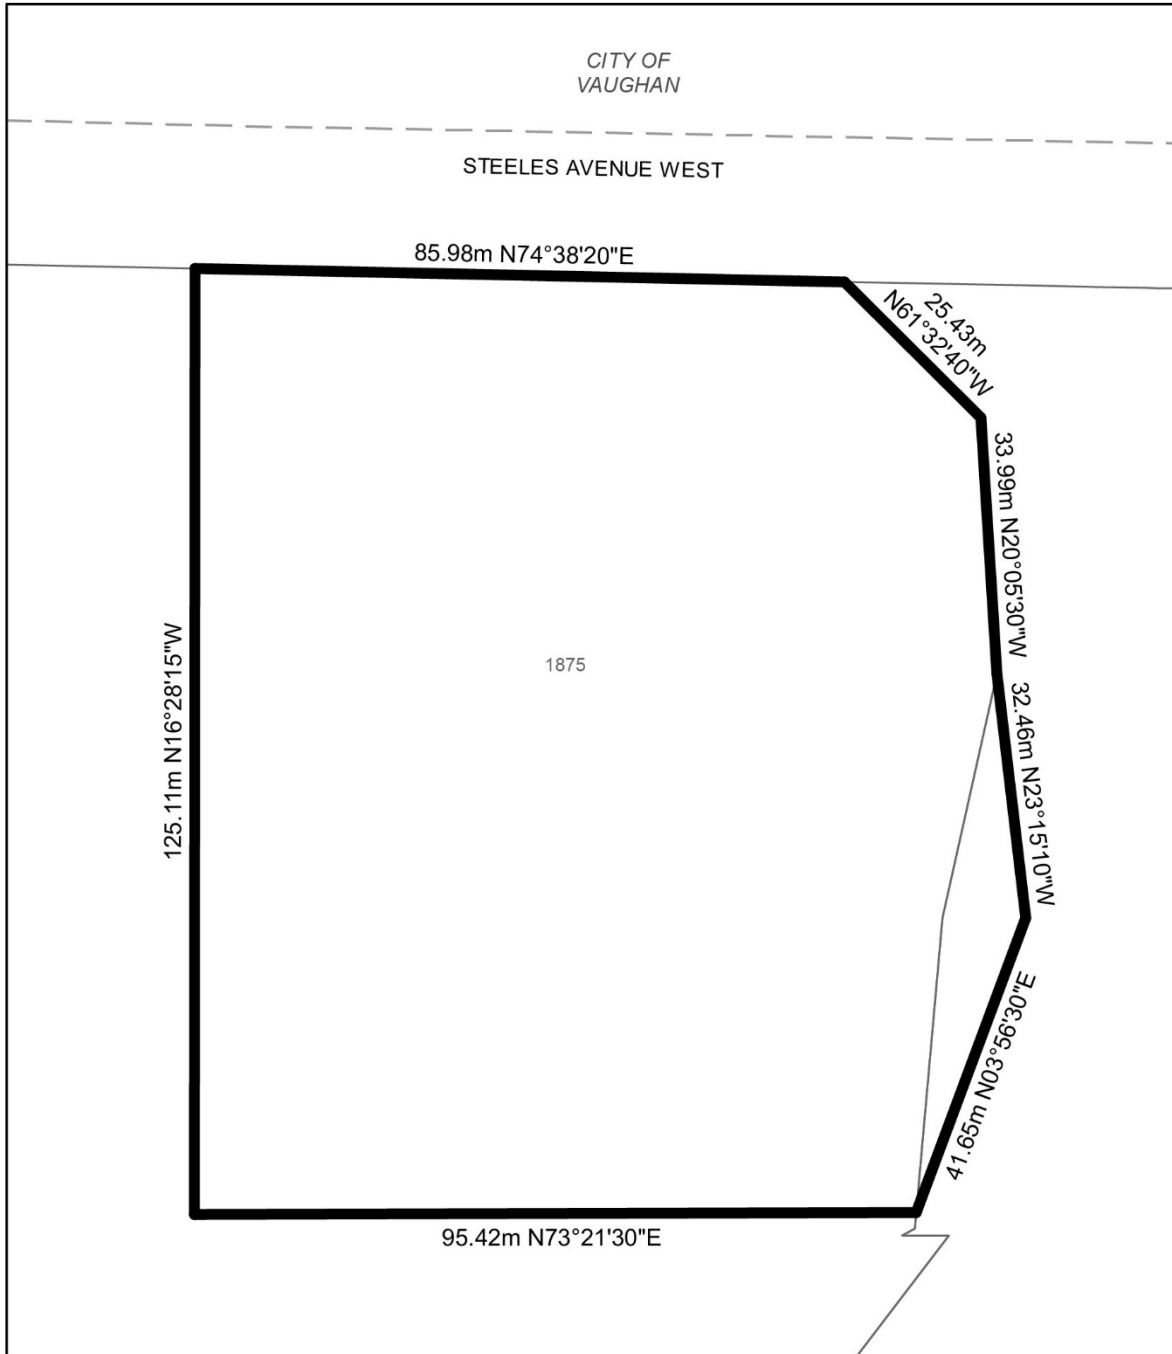 CITY OF
VAUGHAN
STEELES AVENUE WEST
85.98m N74°38'20"E
25.43m
N61°32'40"W
33.99m N20°05'30"W
1875
125.11m N16°28'15"W
32.46m N23°15'10"W
41.65m N03°56'30"E
95.42m N73°21'30"E